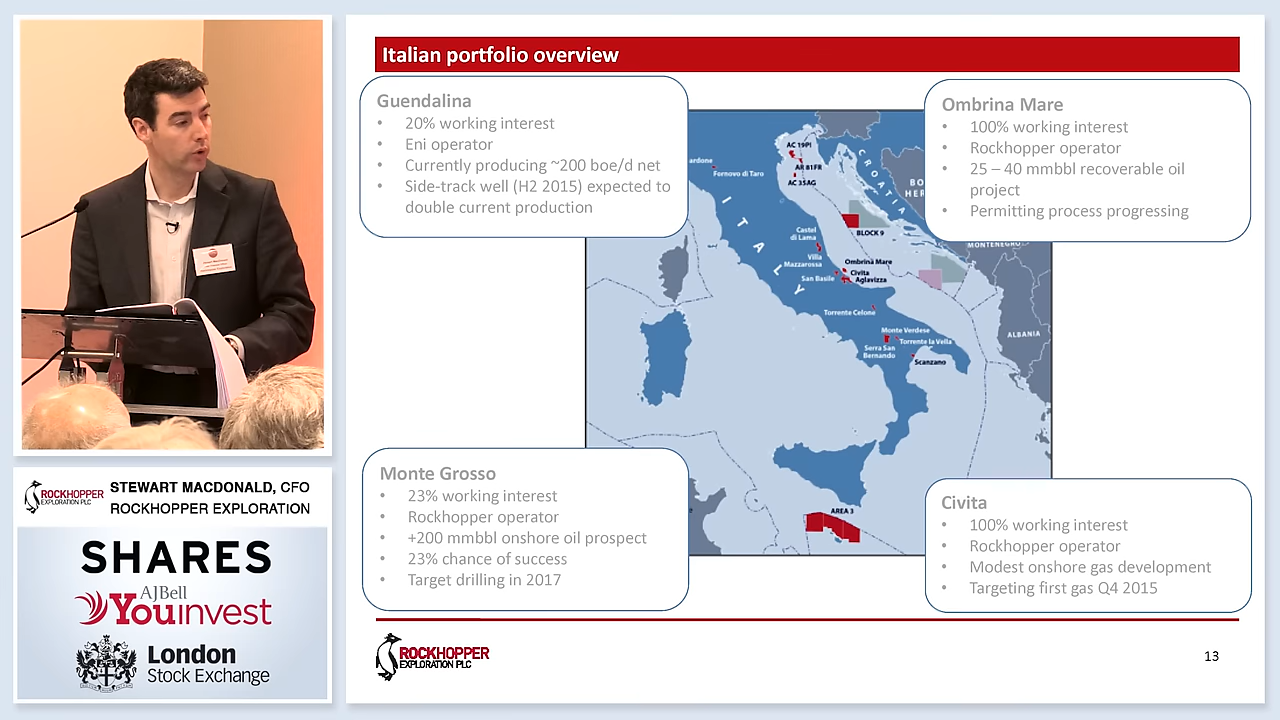 Italian portfolio overview
Guendalina
• 20% working interest
• Eni operator
• Currently producing ~200 boe/d net
• Side-track well (H2 2015) expected to
double current production
Ombrina Mare
• 100% working interest
• Rockhopper operator
• 25 – 40 mmbbl recoverable oil
project
• Permitting process progressing
AC 19PI
AR 81FR
AC 35AG
ardone
Fornovo di Taro
CROATIA
BO
HER
ITALY
BLOCK 9
Castel
di Lama
Villa
Mazzarossa
San Basile
Ombrina Mare
Civita
Aglavizza
MONTENEGRO
Torrente Celone
Monte Verdese
Torrente la Vella
Serra San
Bernando
Scanzano
ALBANIA
AREA 3
Monte Grosso
• 23% working interest
• Rockhopper operator
• +200 mmbbl onshore oil prospect
• 23% chance of success
• Target drilling in 2017
Civita
• 100% working interest
• Rockhopper operator
• Modest onshore gas development
• Targeting first gas Q4 2015
ROCKHOPPER
EXPLORATION PLC
13
ROCKHOPPER
EXPLORATION PLC
STEWART MACDONALD, CFO
ROCKHOPPER EXPLORATION
SHARES
AJBell
Youinvest
London
Stock Exchange